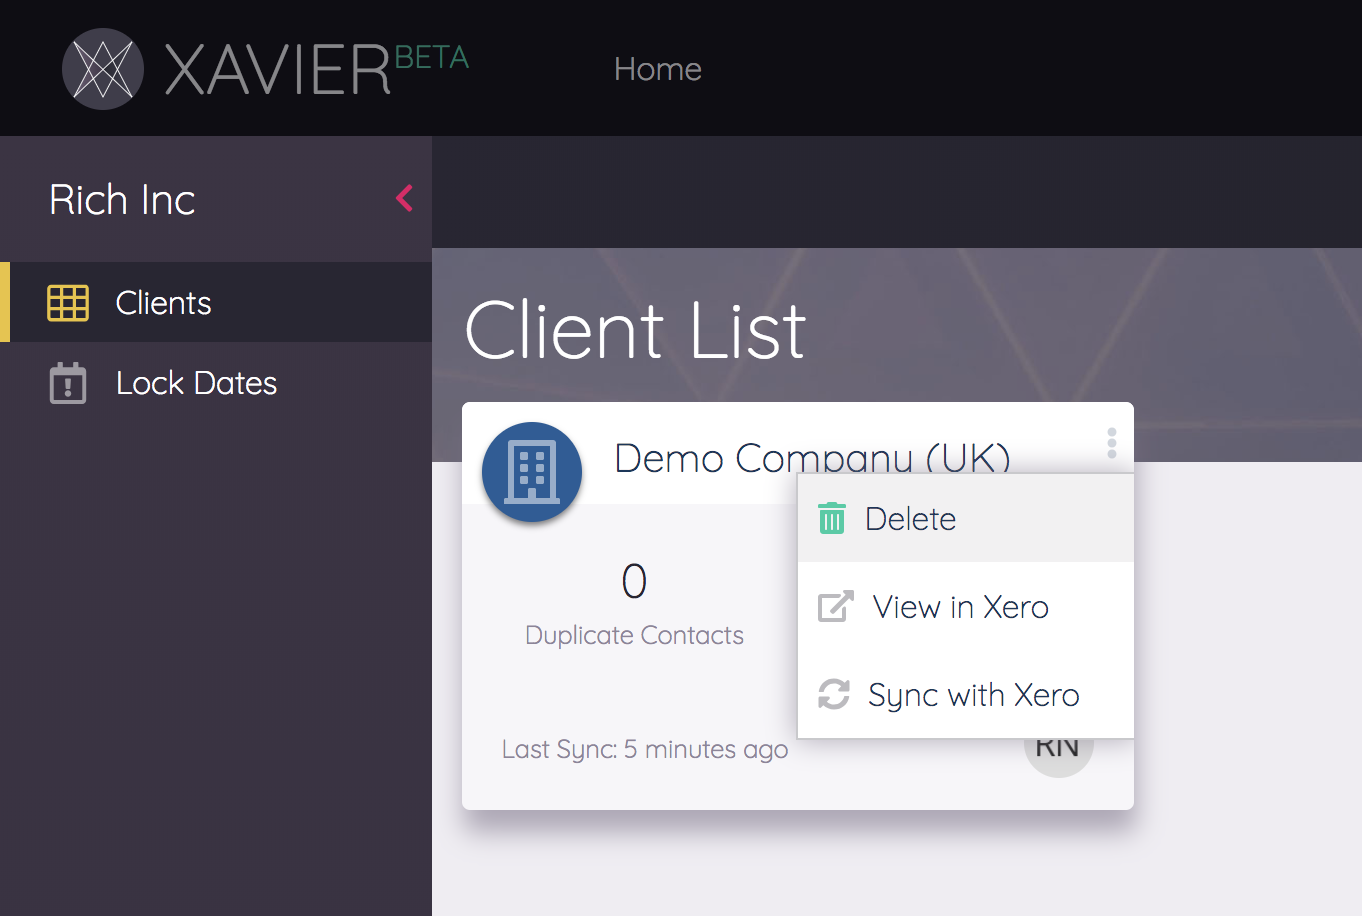 XAVIER BETA
Home
Rich Inc
Clients
Lock Dates
Client List
Demo Company (UK)
Delete
View in Xero
Sync with Xero
0
Duplicate Contacts
Last Sync: 5 minutes ago
RN